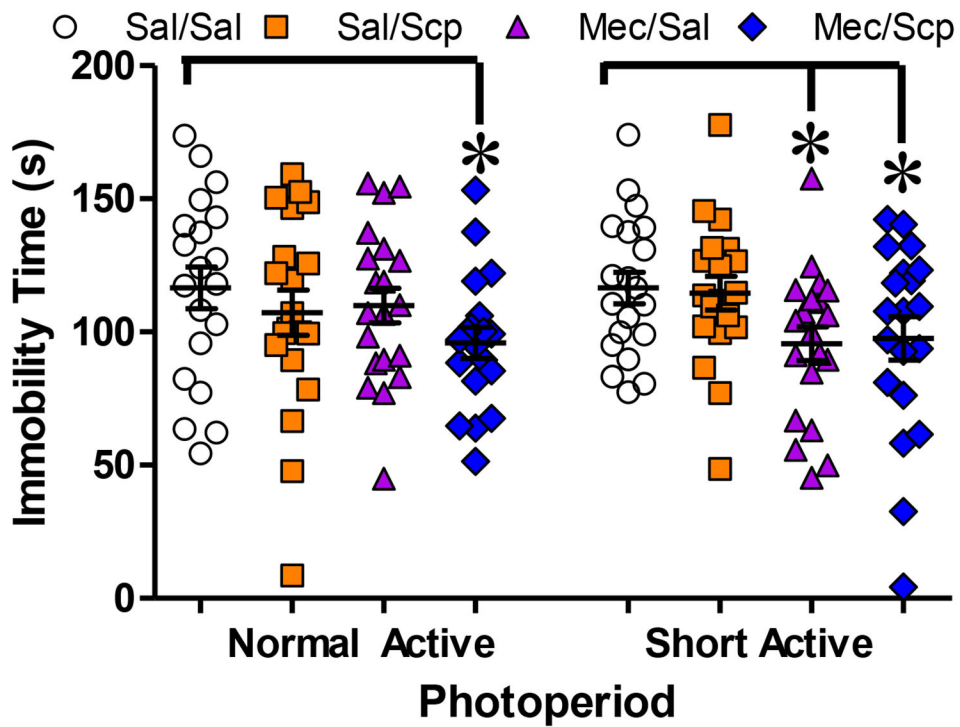 Sal/Sal Sal/Scp Mec/Sal Mec/Scp
Immobility Time (s)
200
150
100
50
0
* * *
Normal Active Short Active
Photoperiod